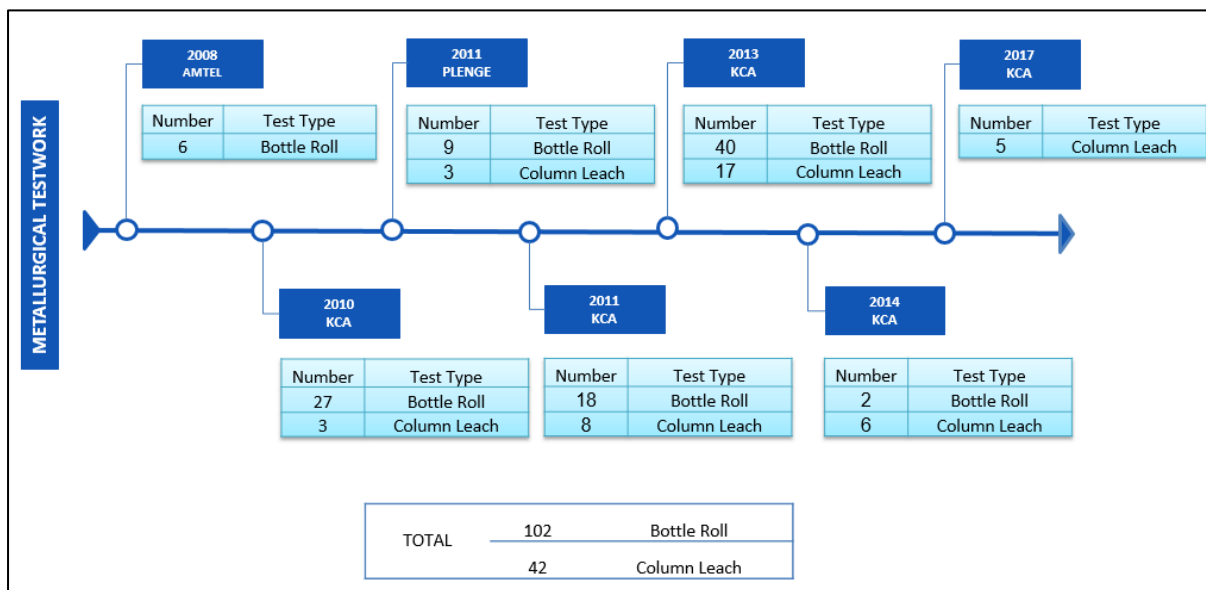 METALLURGICAL TESTWORK
2008
AMTEL
Number Test Type
6 Bottle Roll
2011
PLENGE
Number Test Type
9 Bottle Roll
3 Column Leach
2013
KCA
Number Test Type
40 Bottle Roll
17 Column Leach
2017
KCA
Number Test Type
5 Column Leach
2010
KCA
Number Test Type
27 Bottle Roll
3 Column Leach
2011
KCA
Number Test Type
18 Bottle Roll
8 Column Leach
2014
KCA
Number Test Type
2 Bottle Roll
6 Column Leach
TOTAL
102 Bottle Roll
42 Column Leach